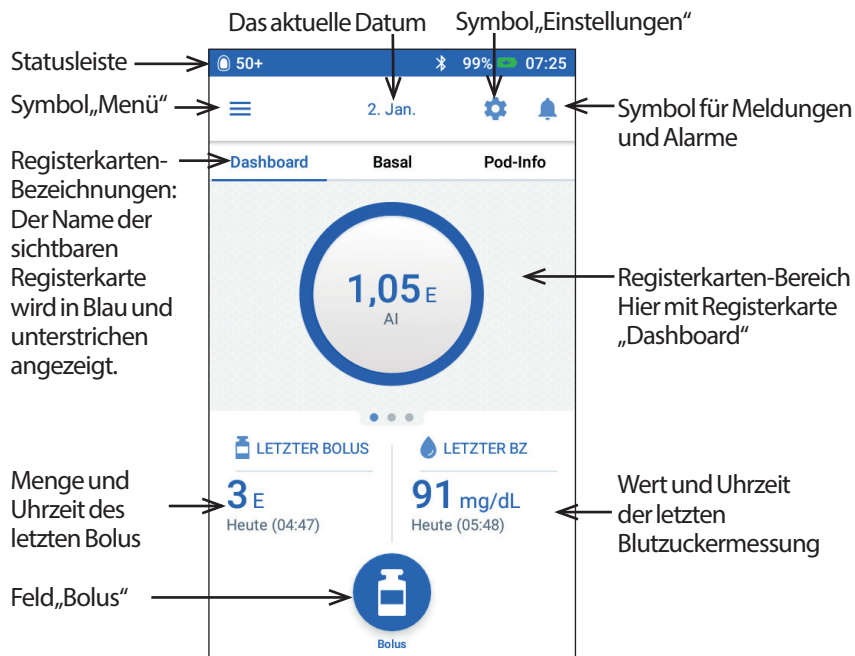 Das aktuelle Datum
Symbol „Einstellungen“
Statusleiste
50+
99%
07:25
Symbol „Menü“
2. Jan.
Symbol für Meldungen
und Alarme
Registerkarten-
Bezeichnungen:
Der Name der
sichtbaren
Registerkarte
wird in Blau und
unterstrichen
angezeigt.
Dashboard
Basal
Pod-Info
1,05 E
AI
Registerkarten-Bereich
Hier mit Registerkarte
„Dashboard“
LETZTER BOLUS
LETZTER BZ
Menge und
Uhrzeit des
letzten Bolus
3 E
Heute (04:47)
91 mg/dL
Heute (05:48)
Wert und Uhrzeit
der letzten
Blutzuckermessung
Feld „Bolus“
Bolus